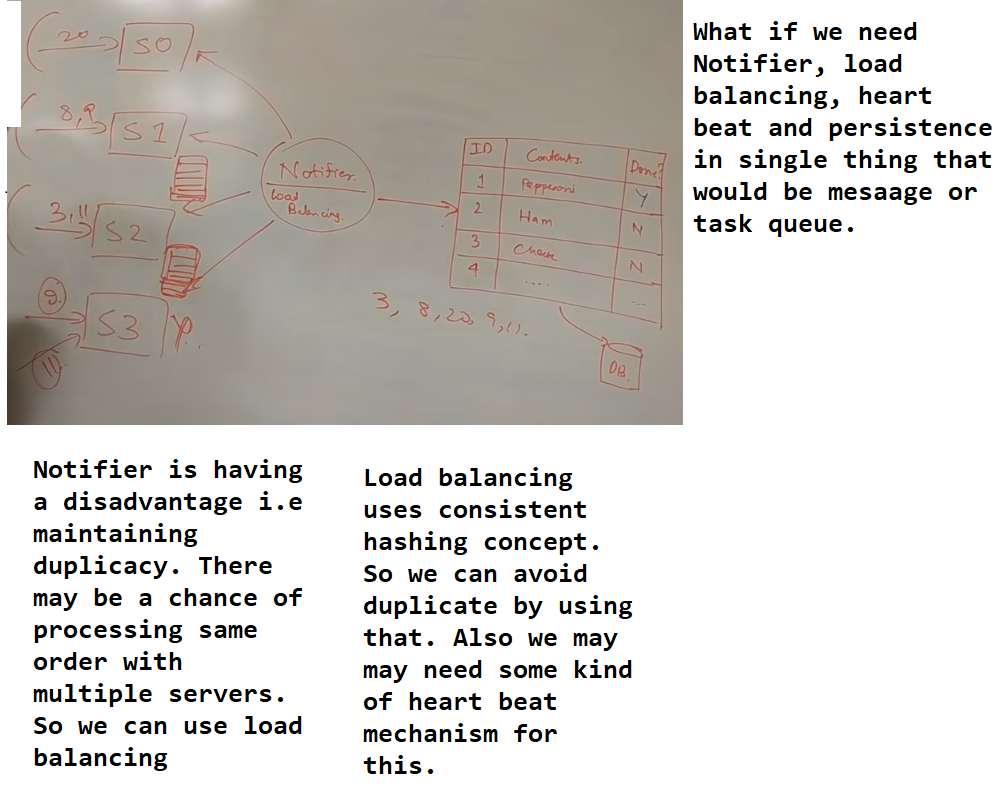 What if we need
Notifier, load
balancing, heart
beat and persistence
in single thing that
would be mesaage or
task queue.
20
S0
8,9
S1
3,11
S2
9.
S3
11.
Notifier.
Load
Balancing.
ID Contents. Done?
1 Pepperoni Y
2 Ham N
3 Cheese N
4 .... ...
3, 8, 20, 9, 11.
DB.
Notifier is having
a disadvantage i.e
maintaining
duplicacy. There
may be a chance of
processing same
order with
multiple servers.
So we can use load
balancing
Load balancing
uses consistent
hashing concept.
So we can avoid
duplicate by using
that. Also we may
may need some kind
of heart beat
mechanism for
this.